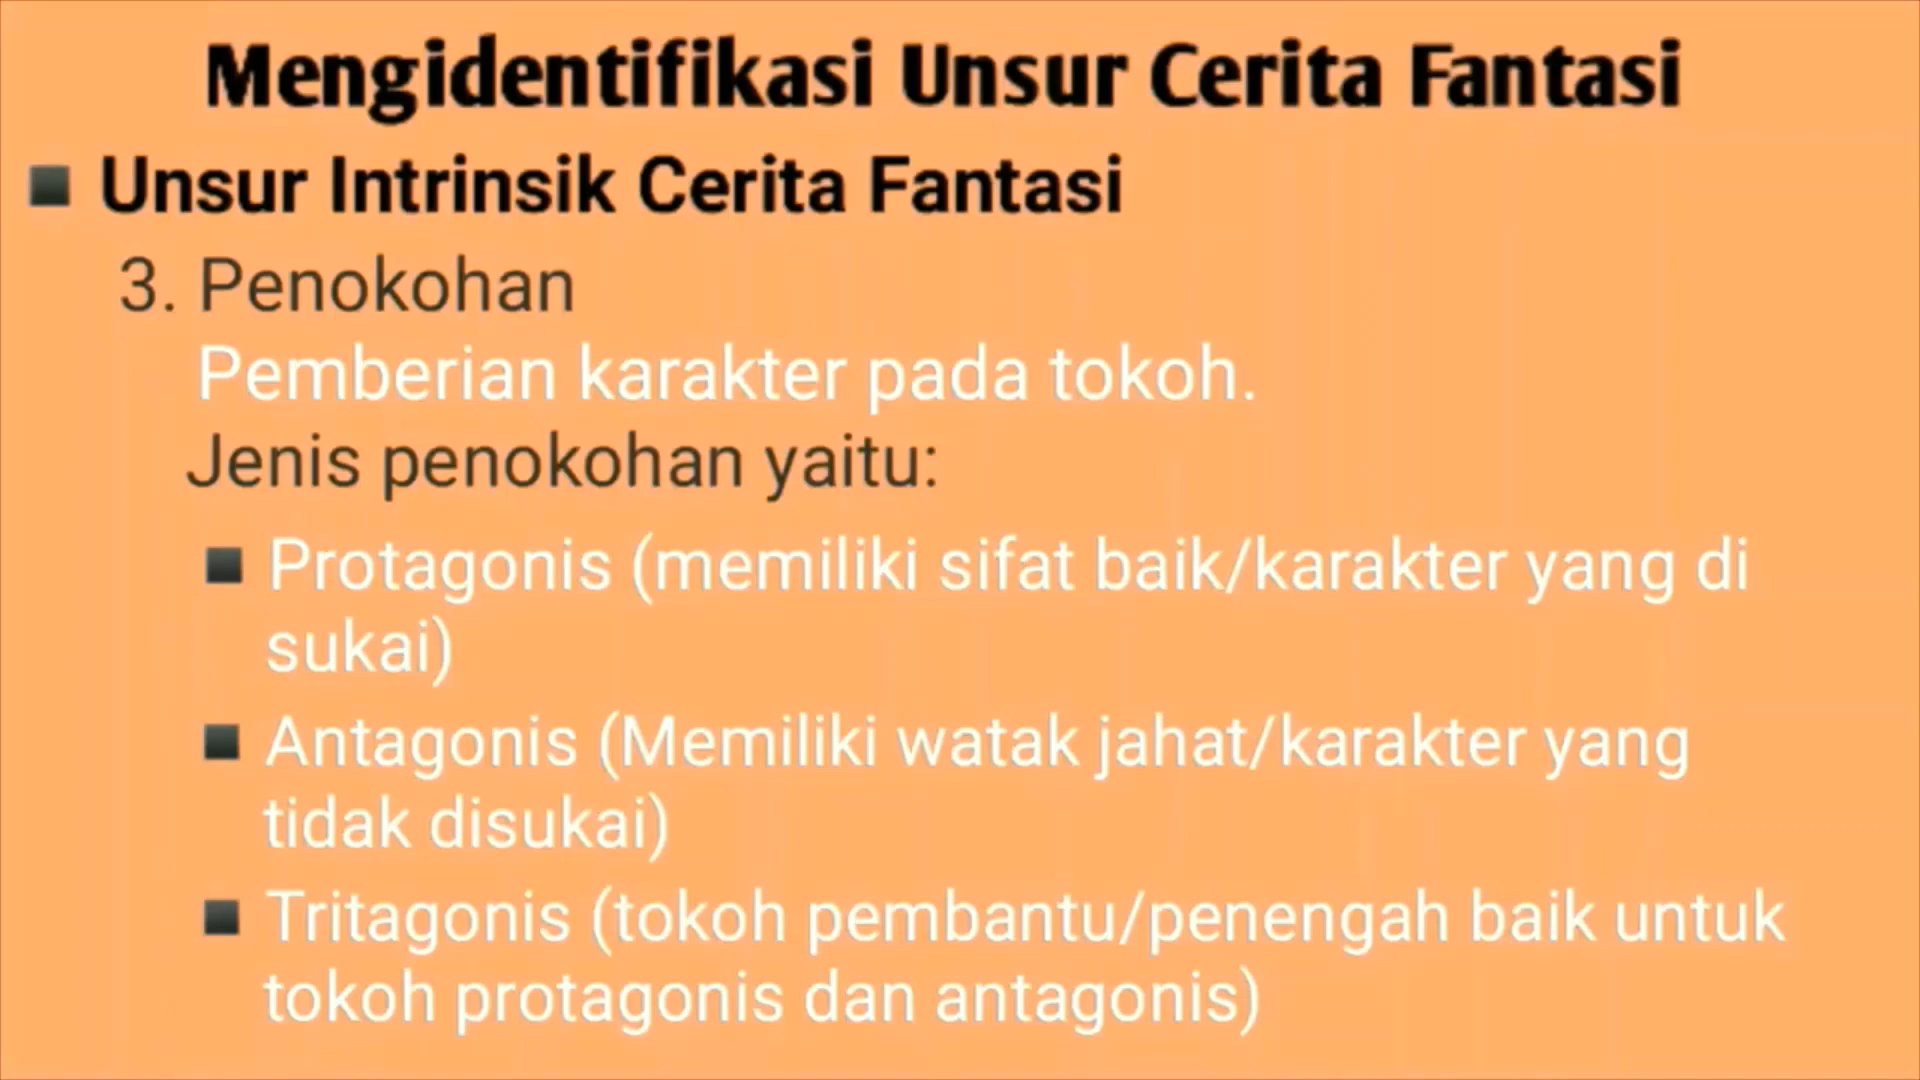 Mengidentifikasi Unsur Cerita Fantasi
Unsur Intrinsik Cerita Fantasi
3. Penokohan
Pemberian karakter pada tokoh.
Jenis penokohan yaitu:
Protagonis (memiliki sifat baik/karakter yang di
sukai)
Antagonis (Memiliki watak jahat/karakter yang
tidak disukai)
Tritagonis (tokoh pembantu/penengah baik untuk
tokoh protagonis dan antagonis)